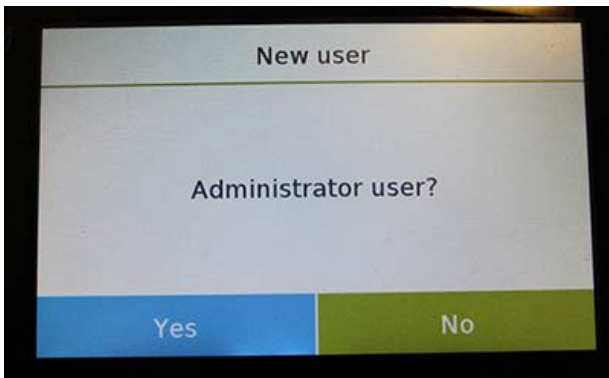 New user
Administrator user?
Yes
No